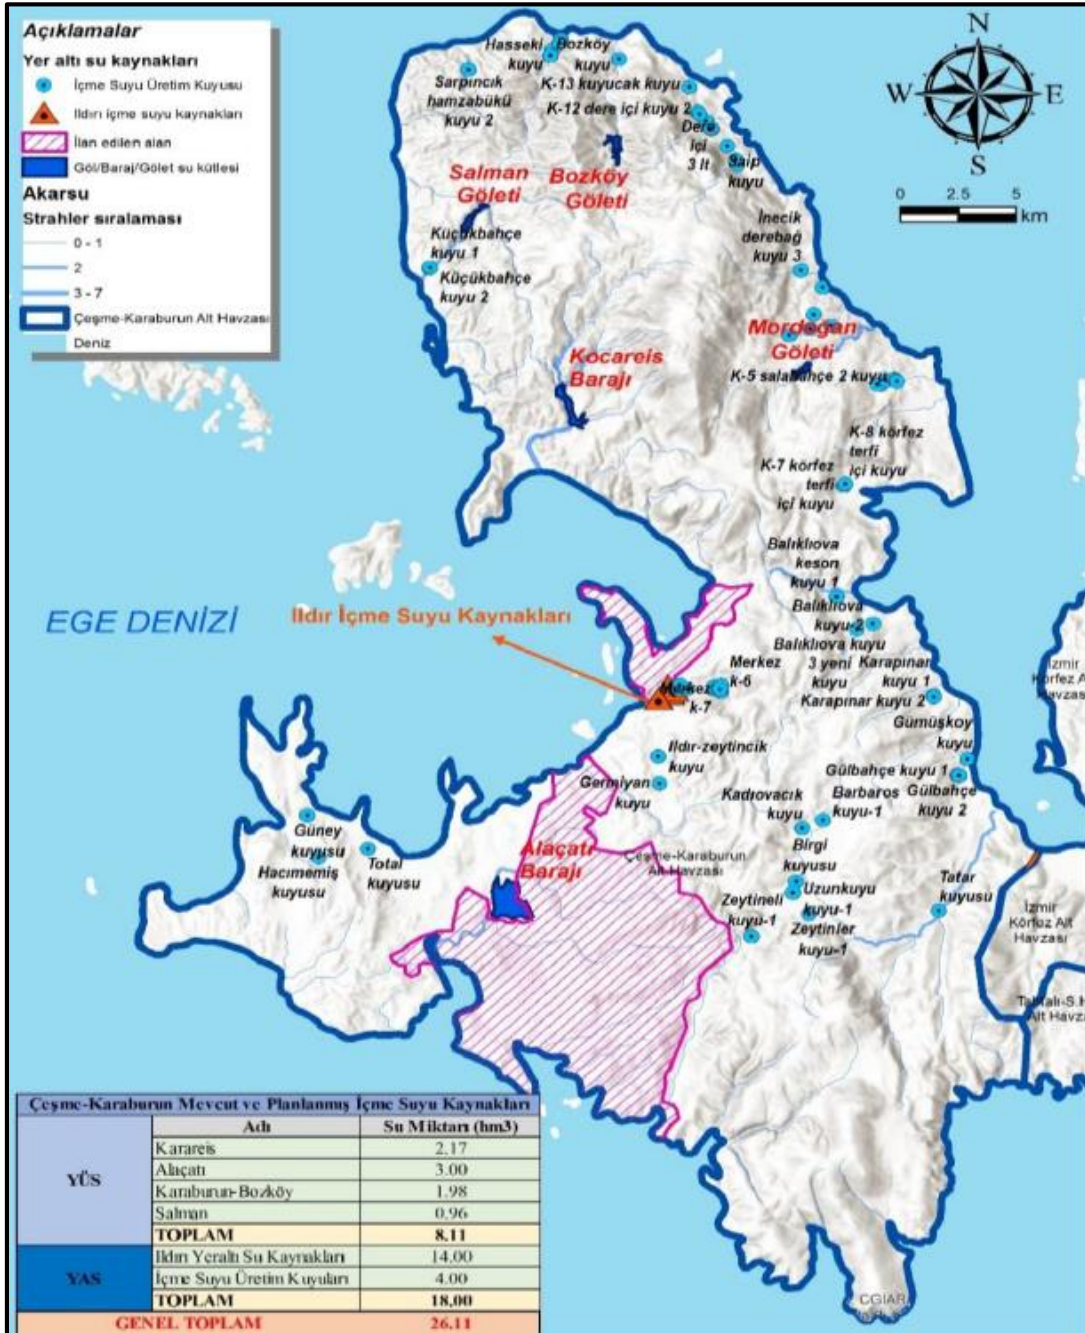 Açıklamalar
Yer altı su kaynakları
İçme Suyu Üretim Kuyusu
Ildırı içme suyu kaynakları
İlan edilen alan
Göl/Baraj/Gölet su kütlesi
Akarsu
Strahler sıralaması
0 - 1
2
3 - 7
Çeşme-Karaburun Alt Havzası
Deniz
N
W
E
S
0 2.5 5
km
Hasseki
kuyu
Bozköy
kuyu
Sarpıncık
hamzabükü
kuyu 2
K-13 kuyucak kuyu
K-12 dere içi kuyu 2
Dere
içi
3 lt
Saip
kuyu
Salman
Göleti
Bozköy
Göleti
Küçükbahçe
kuyu 1
Küçükbahçe
kuyu 2
İnecik
derebağ
kuyu 3
Mordoğan
Göleti
Kocareis
Barajı
K-5 salabahçe 2 kuyu
K-8 körfez
terfi
içi kuyu
K-7 körfez
terfi
içi kuyu
Balıklıova
keson
kuyu 1
Balıklıova
kuyu-2
Balıklıova kuyu
3 yeni
kuyu
Karapınar
kuyu 1
Karapınar kuyu 2
EGE DENİZİ
Ildır İçme Suyu Kaynakları
Merkez
k-6
Merkez
k-7
İzmir
Körfez A
Havzası
Gümüşkoy
kuyu
Ildır-zeytincik
kuyu
Germiyan
kuyu
Gülbahçe kuyu 1
Gülbahçe
kuyu 2
Kadıovacık
kuyu
Barbaros
kuyu-1
Güney
kuyusu
Hacımemiş
kuyusu
Total
kuyusu
Alaçatı
Barajı
Çeşme-Karaburun
Alt Havzası
Birgi
kuyusu
Uzunkuyu
kuyu-1
Zeytineli
kuyu-1
Zeytinler
kuyu-1
Tatar
kuyusu
İzmir
Körfez Alt
Havzası
Tahtalı-S.H
Alt Havza
CGIAR
Çeşme-Karaburun Mevcut ve Planlanmış İçme Suyu Kaynakları
Adı Su Miktarı (hm3)
YÜS
Karareis 2.17
Alaçatı 3.00
Karaburun-Bozköy 1.98
Salman 0.96
TOPLAM 8.11
YAS
Ildırı Yeraltı Su Kaynakları 14.00
İçme Suyu Üretim Kuyuları 4.00
TOPLAM 18,00
GENEL TOPLAM 26.11